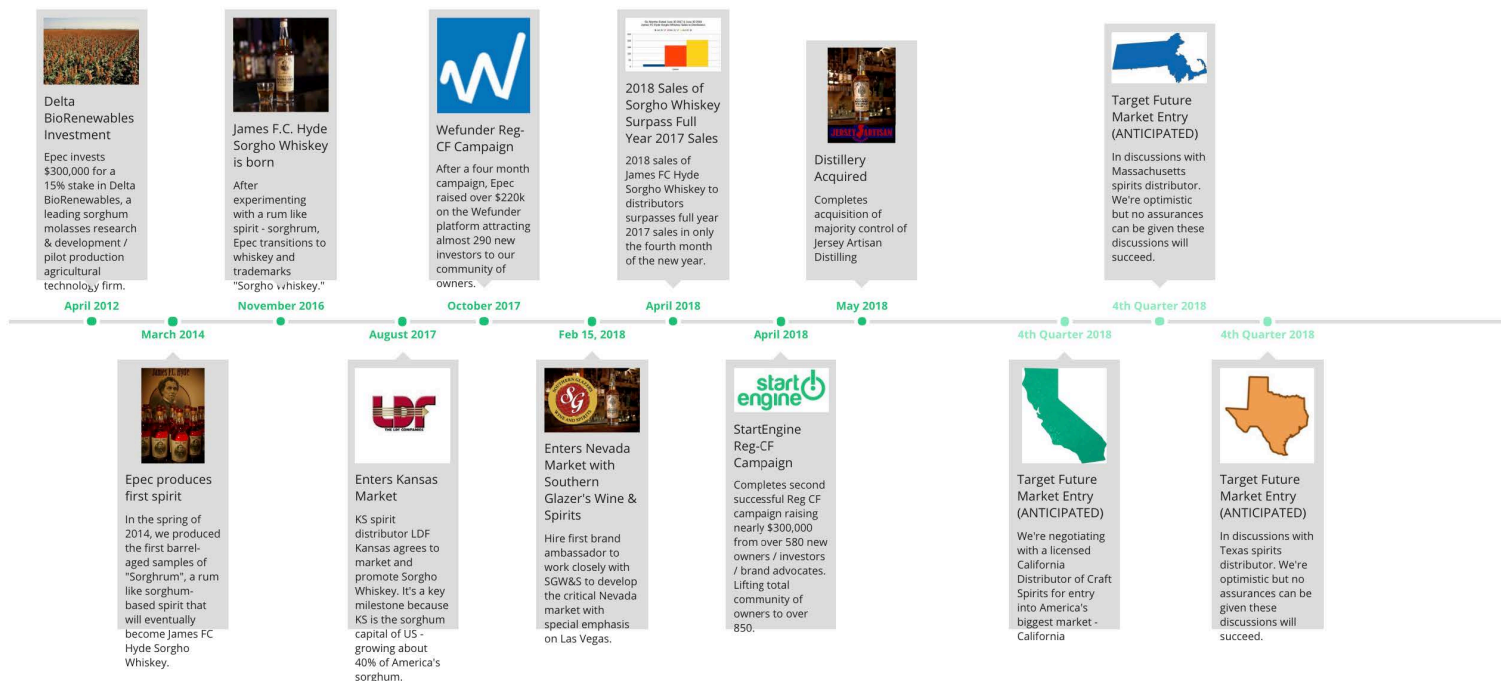 Delta
BioRenewables
Investment
Epec invests
$300,000 for a
15% stake in Delta
BioRenewables, a
leading sorghum
molasses research
& development /
pilot production
agricultural
technology firm.
April 2012
James F.C. Hyde
Sorgho Whiskey
is born
After
experimenting
with a rum like
spirit - sorghrum,
Epec transitions to
whiskey and
trademarks
"Sorgho Whiskey."
November 2016
Wefunder Reg-
CF Campaign
After a four month
campaign, Epec
raised over $220k
on the Wefunder
platform attracting
almost 290 new
investors to our
community of
owners.
October 2017
2018 Sales of
Sorgho Whiskey
Surpass Full
Year 2017 Sales
2018 sales of
James FC Hyde
Sorgho Whiskey to
distributors
surpasses full year
2017 sales in only
the fourth month
of the new year.
April 2018
JERSEY ARTISAN
Distillery
Acquired
Completes
acquisition of
majority control of
Jersey Artisan
Distilling
May 2018
Target Future
Market Entry
(ANTICIPATED)
In discussions with
Massachusetts
spirits distributor.
We're optimistic
but no assurances
can be given these
discussions will
succeed.
4th Quarter 2018
March 2014
James F.C. Hyde
Epec produces
first spirit
In the spring of
2014, we produced
the first barrel-
aged samples of
"Sorghrum", a rum
like sorghum-
based spirit that
will eventually
become James FC
Hyde Sorgho
Whiskey.
August 2017
LDF
THE LDF COMPANIES
Enters Kansas
Market
KS spirit
distributor LDF
Kansas agrees to
market and
promote Sorgho
Whiskey. It's a key
milestone because
KS is the sorghum
capital of US -
growing about
40% of America's
sorghum.
Feb 15, 2018
SOUTHERN GLAZER'S
SG
WINE AND SPIRITS
Enters Nevada
Market with
Southern
Glazer's Wine &
Spirits
Hire first brand
ambassador to
work closely with
SGW&S to develop
the critical Nevada
market with
special emphasis
on Las Vegas.
April 2018
start
engine
StartEngine
Reg-CF
Campaign
Completes second
successful Reg CF
campaign raising
nearly $300,000
from over 580 new
owners / investors
/ brand advocates.
Lifting total
community of
owners to over
850.
4th Quarter 2018
Target Future
Market Entry
(ANTICIPATED)
We're negotiating
with a licensed
California
Distributor of Craft
Spirits for entry
into America's
biggest market -
California
4th Quarter 2018
Target Future
Market Entry
(ANTICIPATED)
In discussions with
Texas spirits
distributor. We're
optimistic but no
assurances can be
given these
discussions will
succeed.